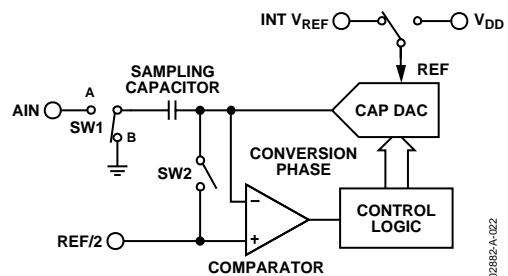 INT VREF
VDD
REF
SAMPLING
CAPACITOR
A
AIN
SW1
B
CAP DAC
SW2
CONVERSION
PHASE
REF/2
COMPARATOR
CONTROL
LOGIC
−
+
02882-A-022